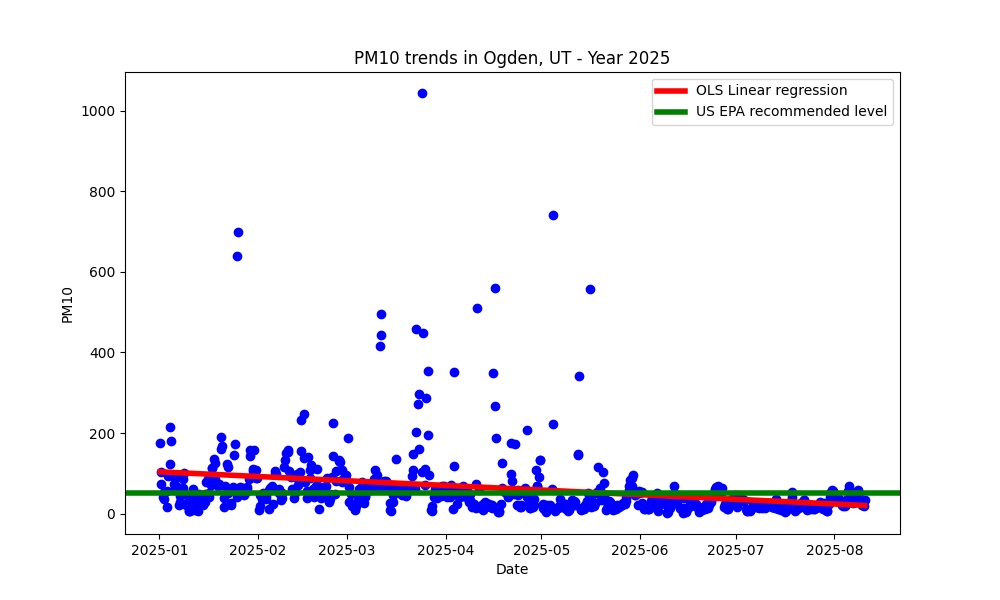 PM10 trends in Ogden, UT - Year 2025
OLS Linear regression
US EPA recommended level
1000
800
600
400
200
0
PM10
2025-01
2025-02
2025-03
2025-04
2025-05
2025-06
2025-07
2025-08
Date